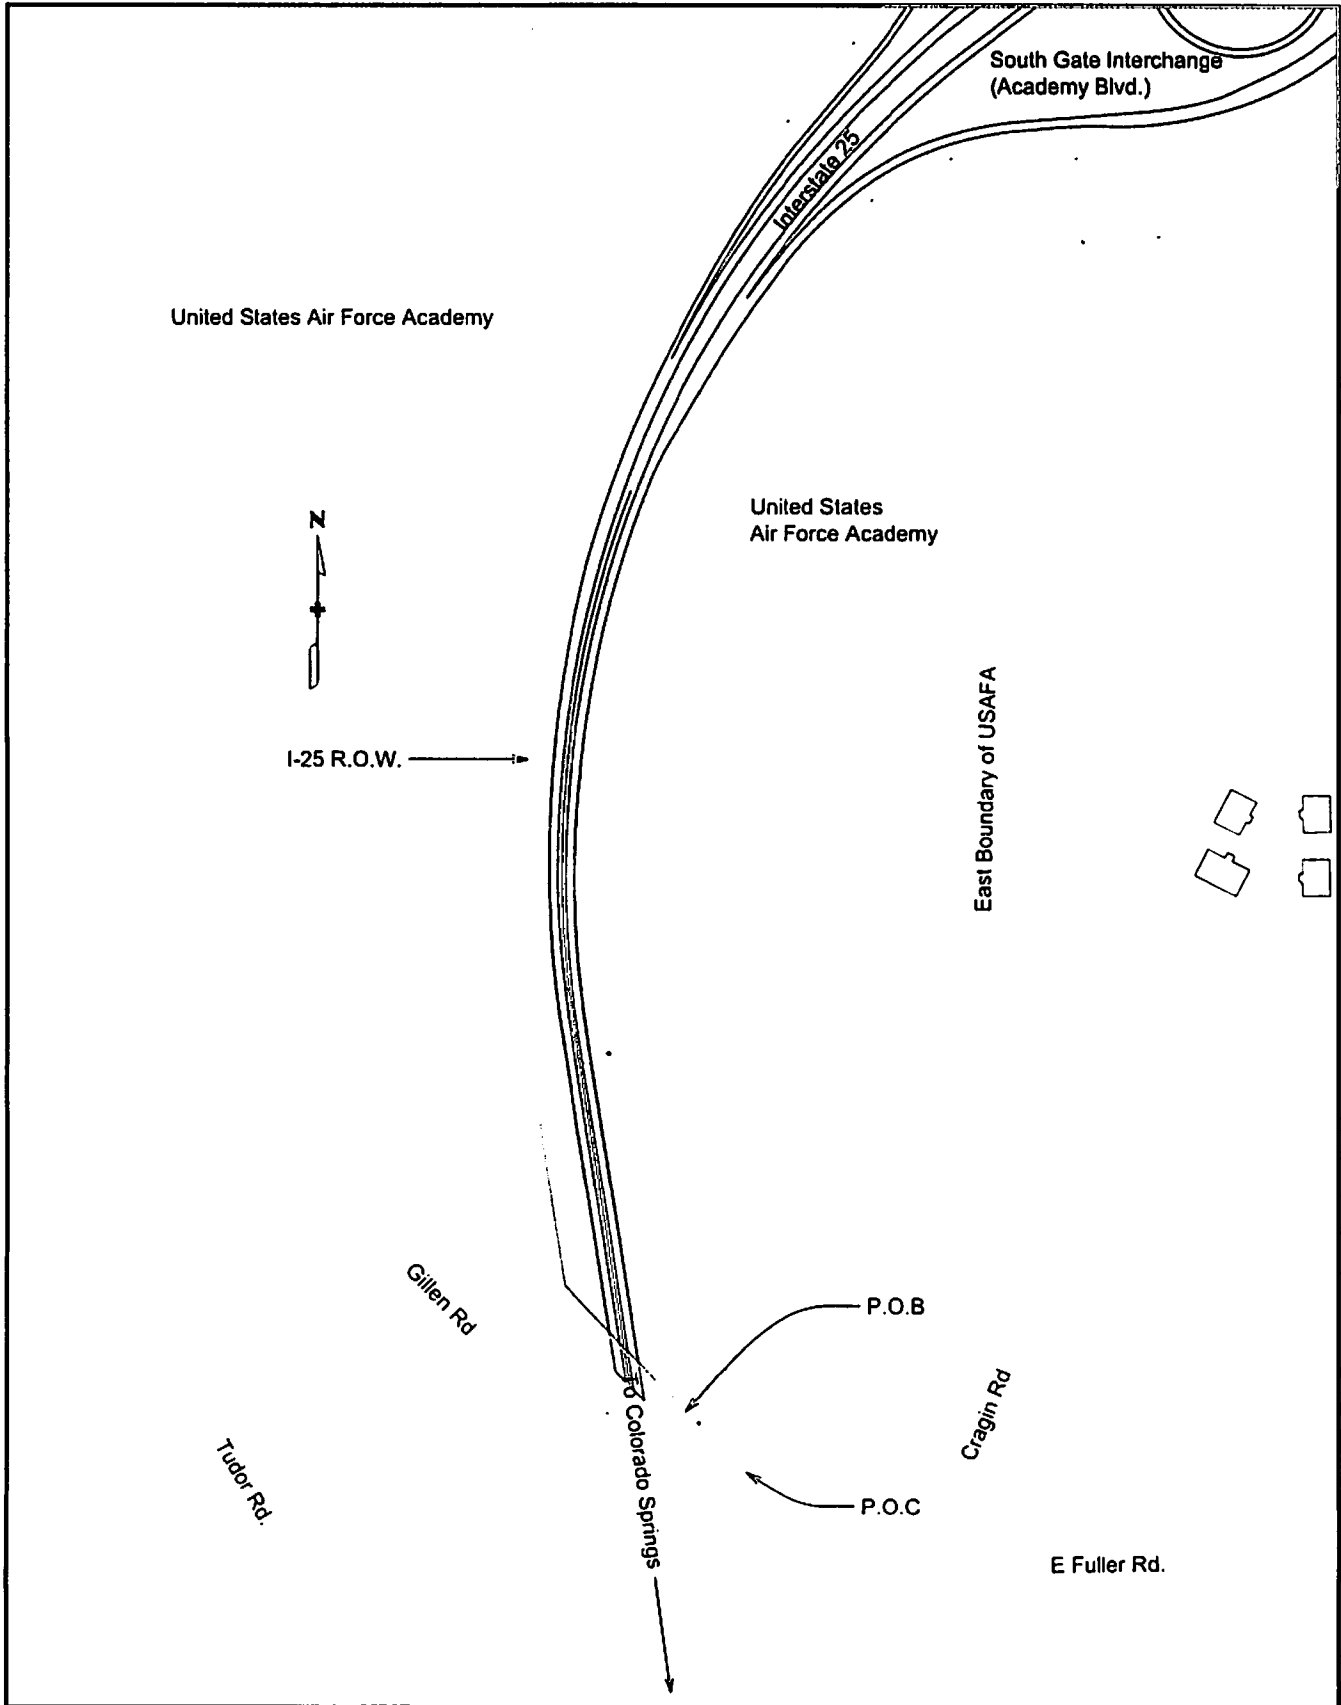 South Gate Interchange
(Academy Blvd.)
Interstate 25
United States Air Force Academy
United States
Air Force Academy
N
East Boundary of USAFA
I-25 R.O.W.
Gillen Rd
P.O.B
Cragin Rd
To Colorado Springs
Tudor Rd.
P.O.C
E Fuller Rd.